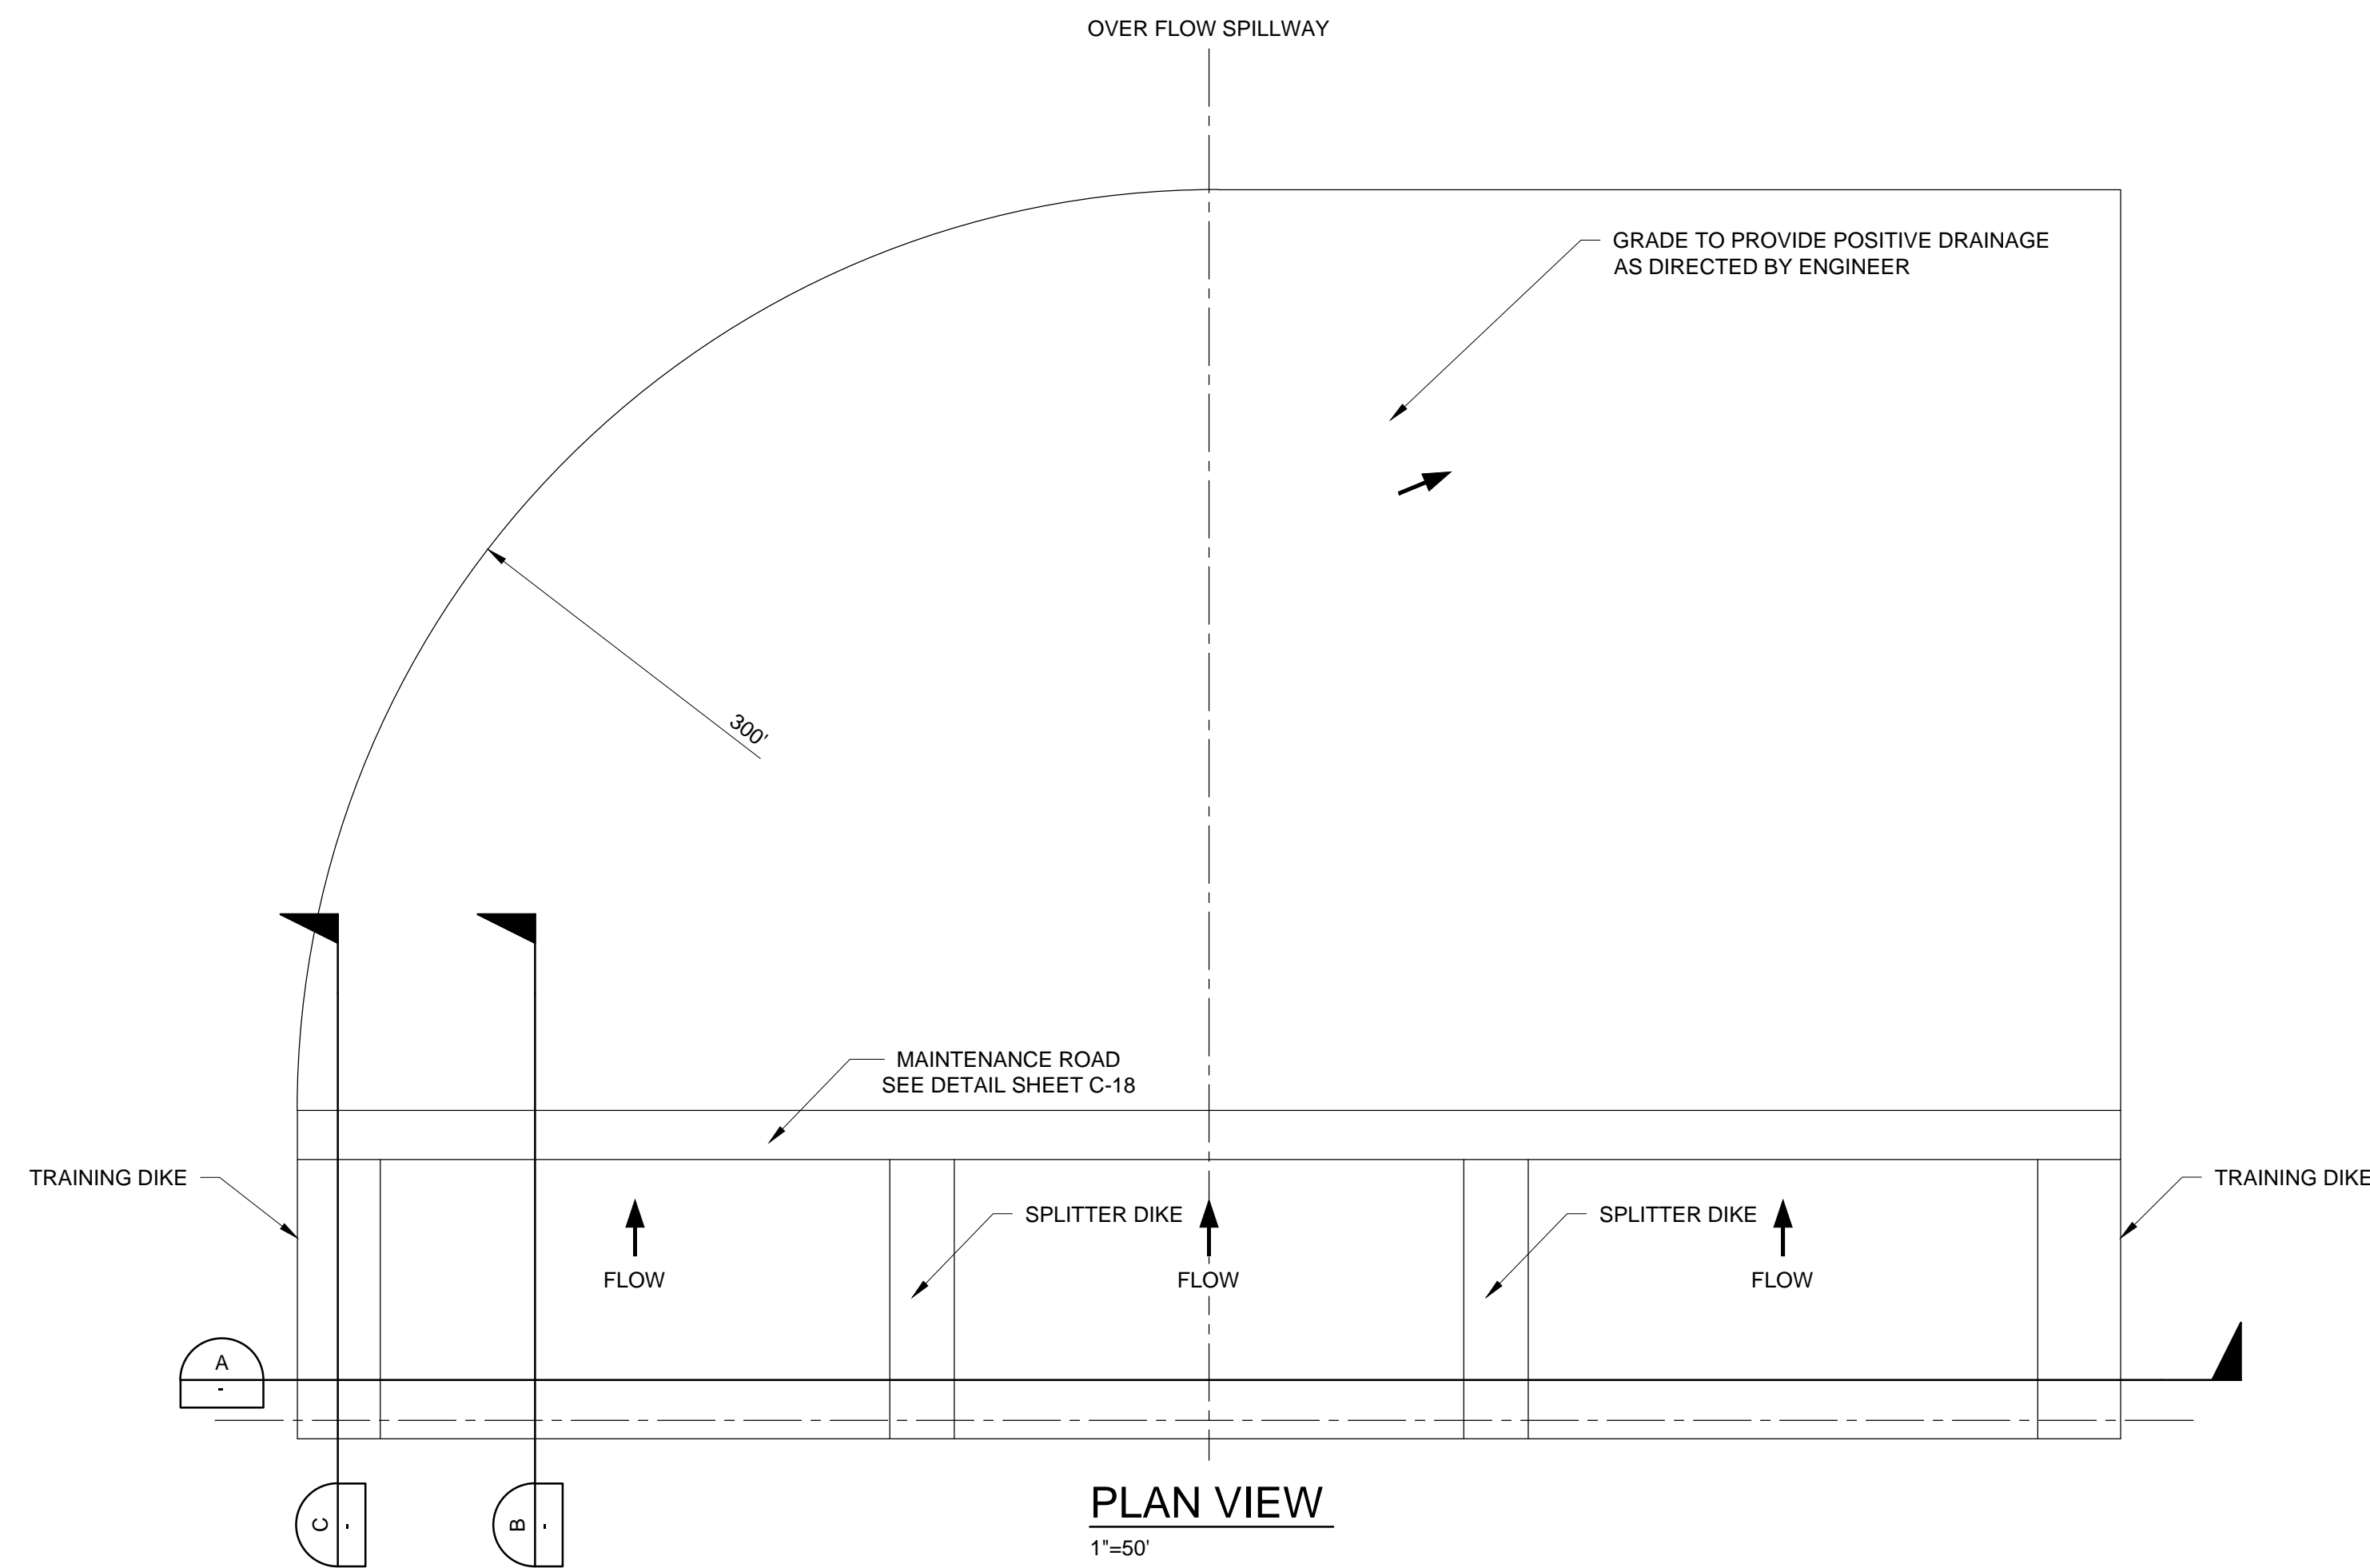 OVER FLOW SPILLWAY
GRADE TO PROVIDE POSITIVE DRAINAGE
AS DIRECTED BY ENGINEER
300'
MAINTENANCE ROAD
SEE DETAIL SHEET C-18
TRAINING DIKE
TRAINING DIKE
SPLITTER DIKE
SPLITTER DIKE
FLOW
FLOW
FLOW
A
-
C
-
B
-
PLAN VIEW
1"=50'